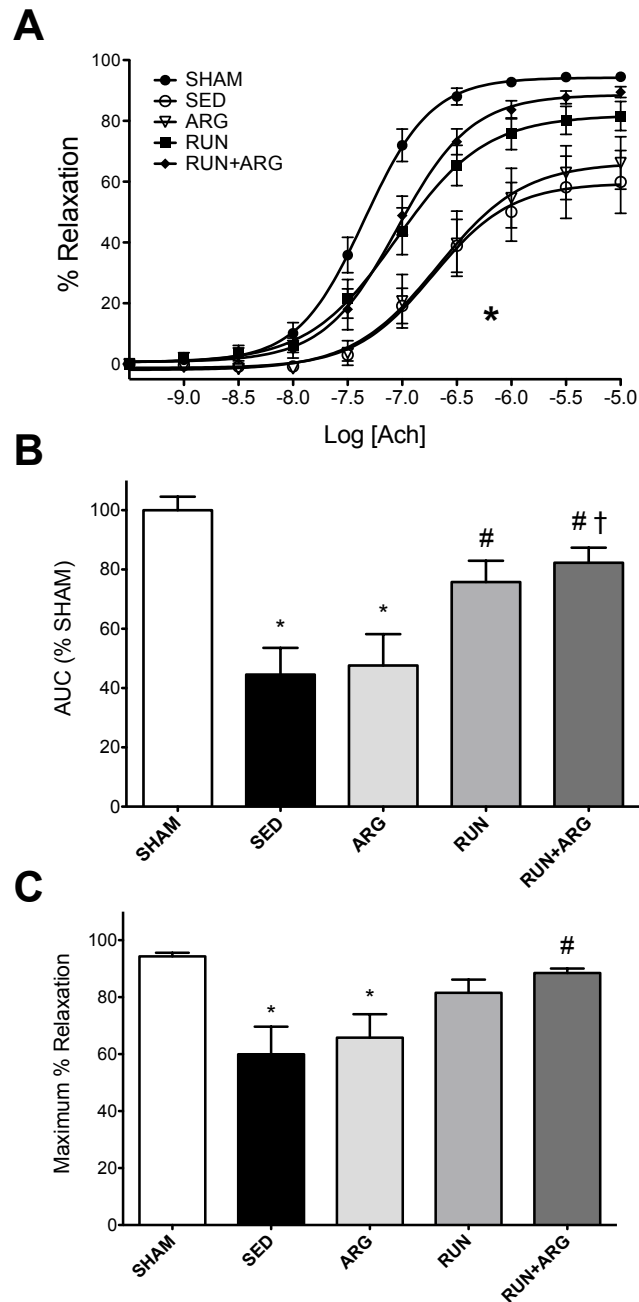 A
100
80
60
40
20
0
% Relaxation
SHAM
SED
ARG
RUN
RUN+ARG
*
-9.0 -8.5 -8.0 -7.5 -7.0 -6.5 -6.0 -5.5 -5.0
Log [Ach]
B
100
80
60
40
20
0
AUC (% SHAM)
* * # # †
SHAM SED ARG RUN RUN+ARG
C
100
80
60
40
20
0
Maximum % Relaxation
* * #
SHAM SED ARG RUN RUN+ARG